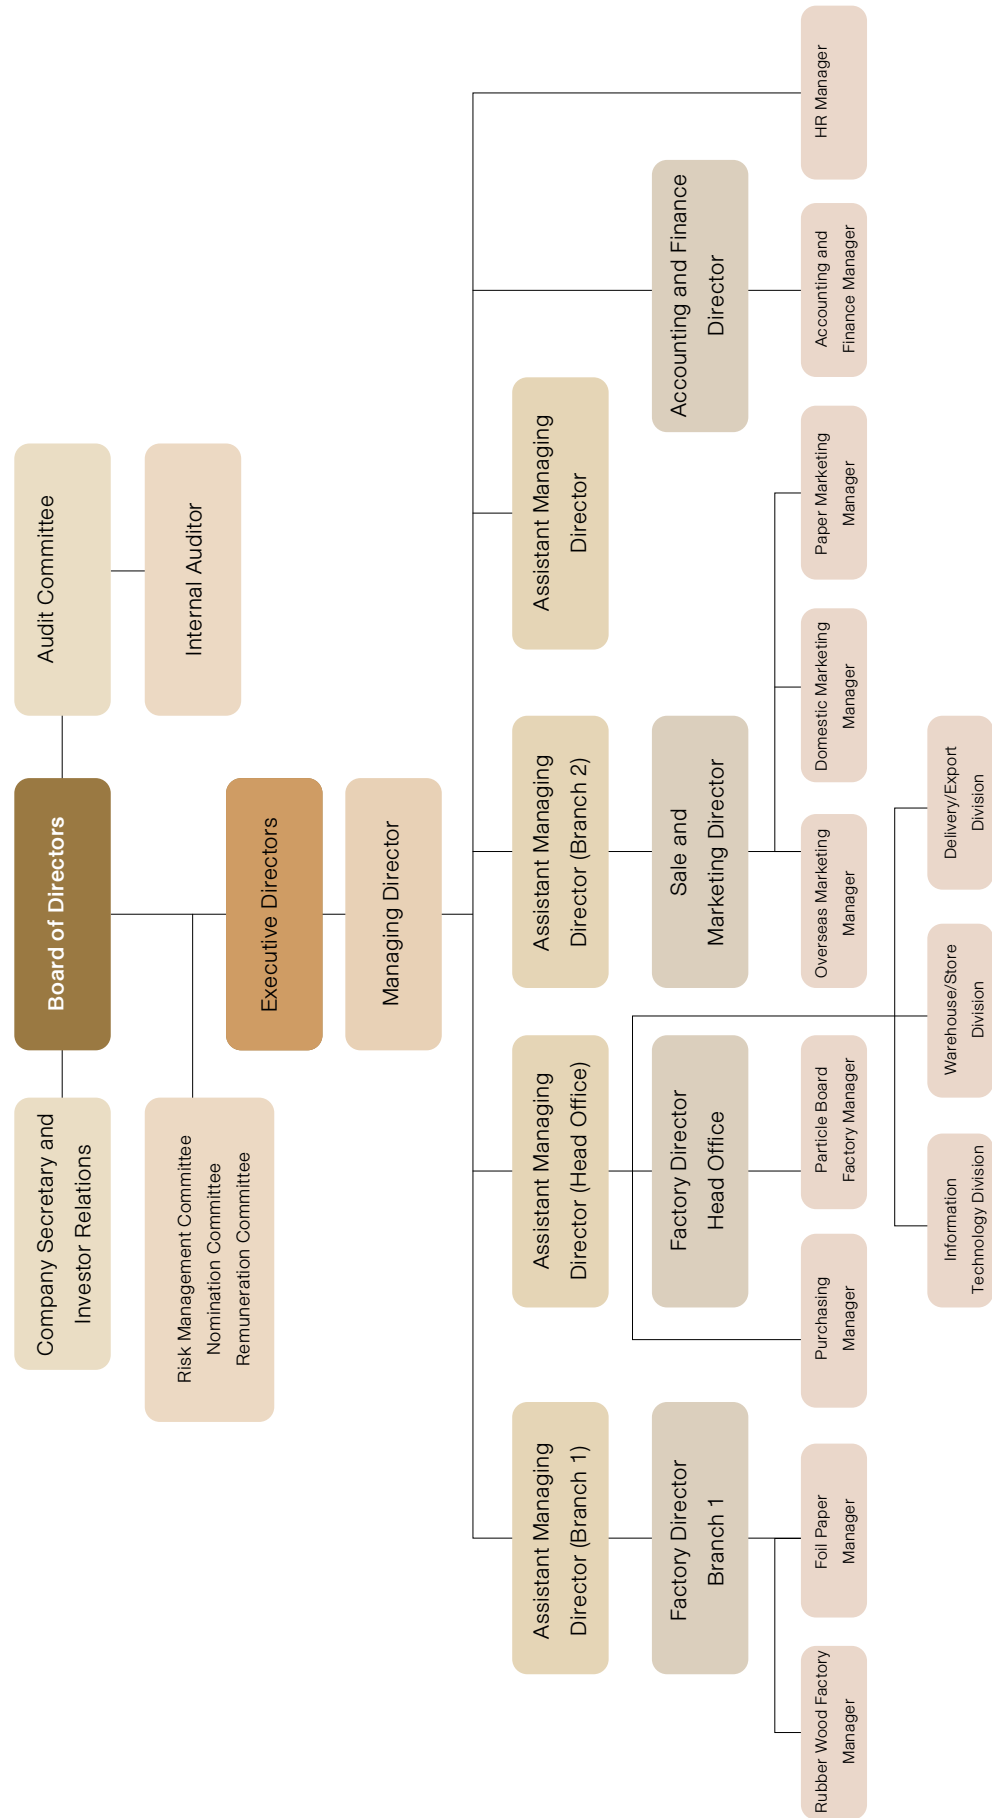 Board of Directors
Company Secretary and
Investor Relations
Audit Committee
Risk Management Committee
Nomination Committee
Remuneration Committee
Internal Auditor
Executive Directors
Managing Director
Assistant Managing
Director (Branch 1)
Assistant Managing
Director (Head Office)
Assistant Managing
Director (Branch 2)
Assistant Managing
Director
Factory Director
Branch 1
Factory Director
Head Office
Sale and
Marketing Director
Accounting and Finance
Director
Rubber Wood Factory
Manager
Foil Paper
Manager
Purchasing
Manager
Particle Board
Factory Manager
Overseas Marketing
Manager
Domestic Marketing
Manager
Paper Marketing
Manager
Accounting and
Finance Manager
HR Manager
Information
Technology Division
Warehouse/Store
Division
Delivery/Export
Division